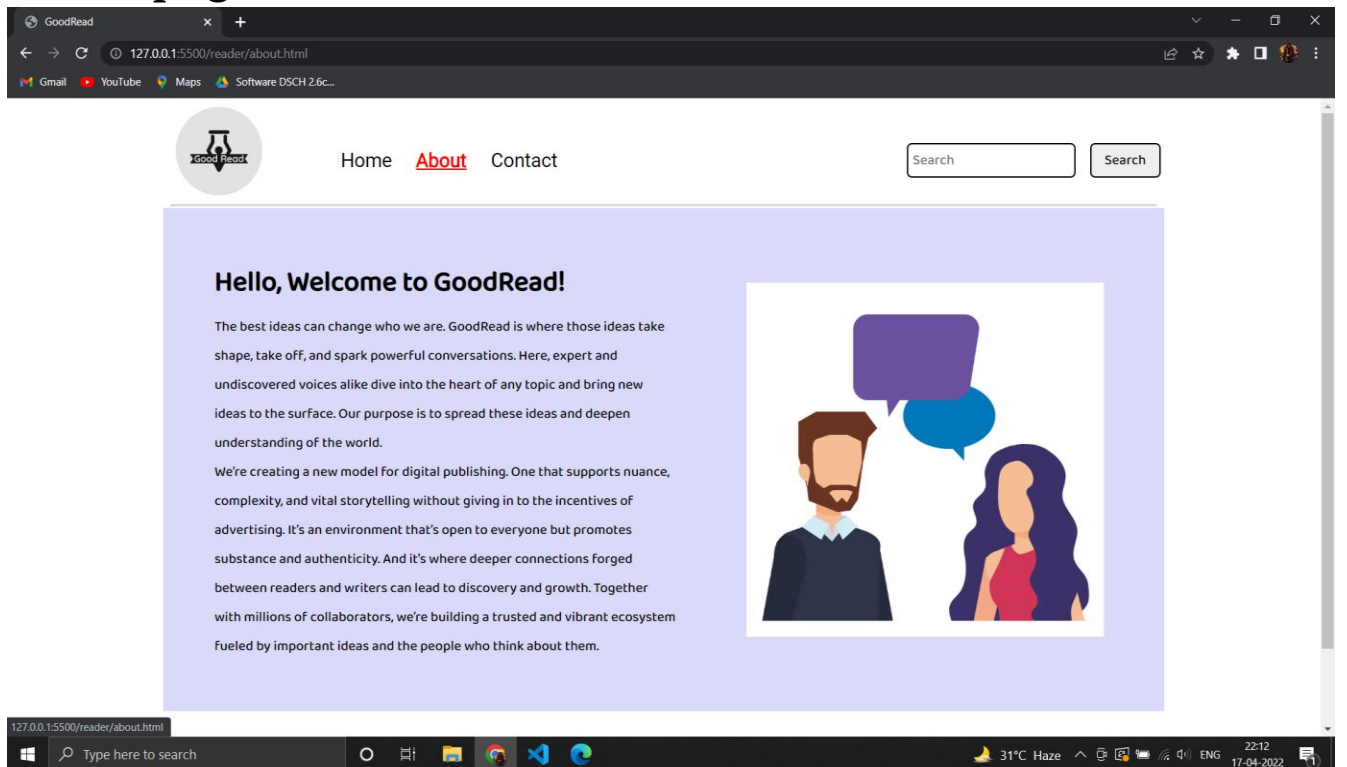 GoodRead
127.0.0.1:5500/reader/about.html
Gmail YouTube Maps Software DSCH 2.6c...
Good Read
Home About Contact
Search Search
Hello, Welcome to GoodRead!
The best ideas can change who we are. GoodRead is where those ideas take
shape, take off, and spark powerful conversations. Here, expert and
undiscovered voices alike dive into the heart of any topic and bring new
ideas to the surface. Our purpose is to spread these ideas and deepen
understanding of the world.
We're creating a new model for digital publishing. One that supports nuance,
complexity, and vital storytelling without giving in to the incentives of
advertising. It's an environment that's open to everyone but promotes
substance and authenticity. And it's where deeper connections forged
between readers and writers can lead to discovery and growth. Together
with millions of collaborators, we're building a trusted and vibrant ecosystem
fueled by important ideas and the people who think about them.
127.0.0.1:5500/reader/about.html
Type here to search
31°C Haze ENG
22:12
17-04-2022
1